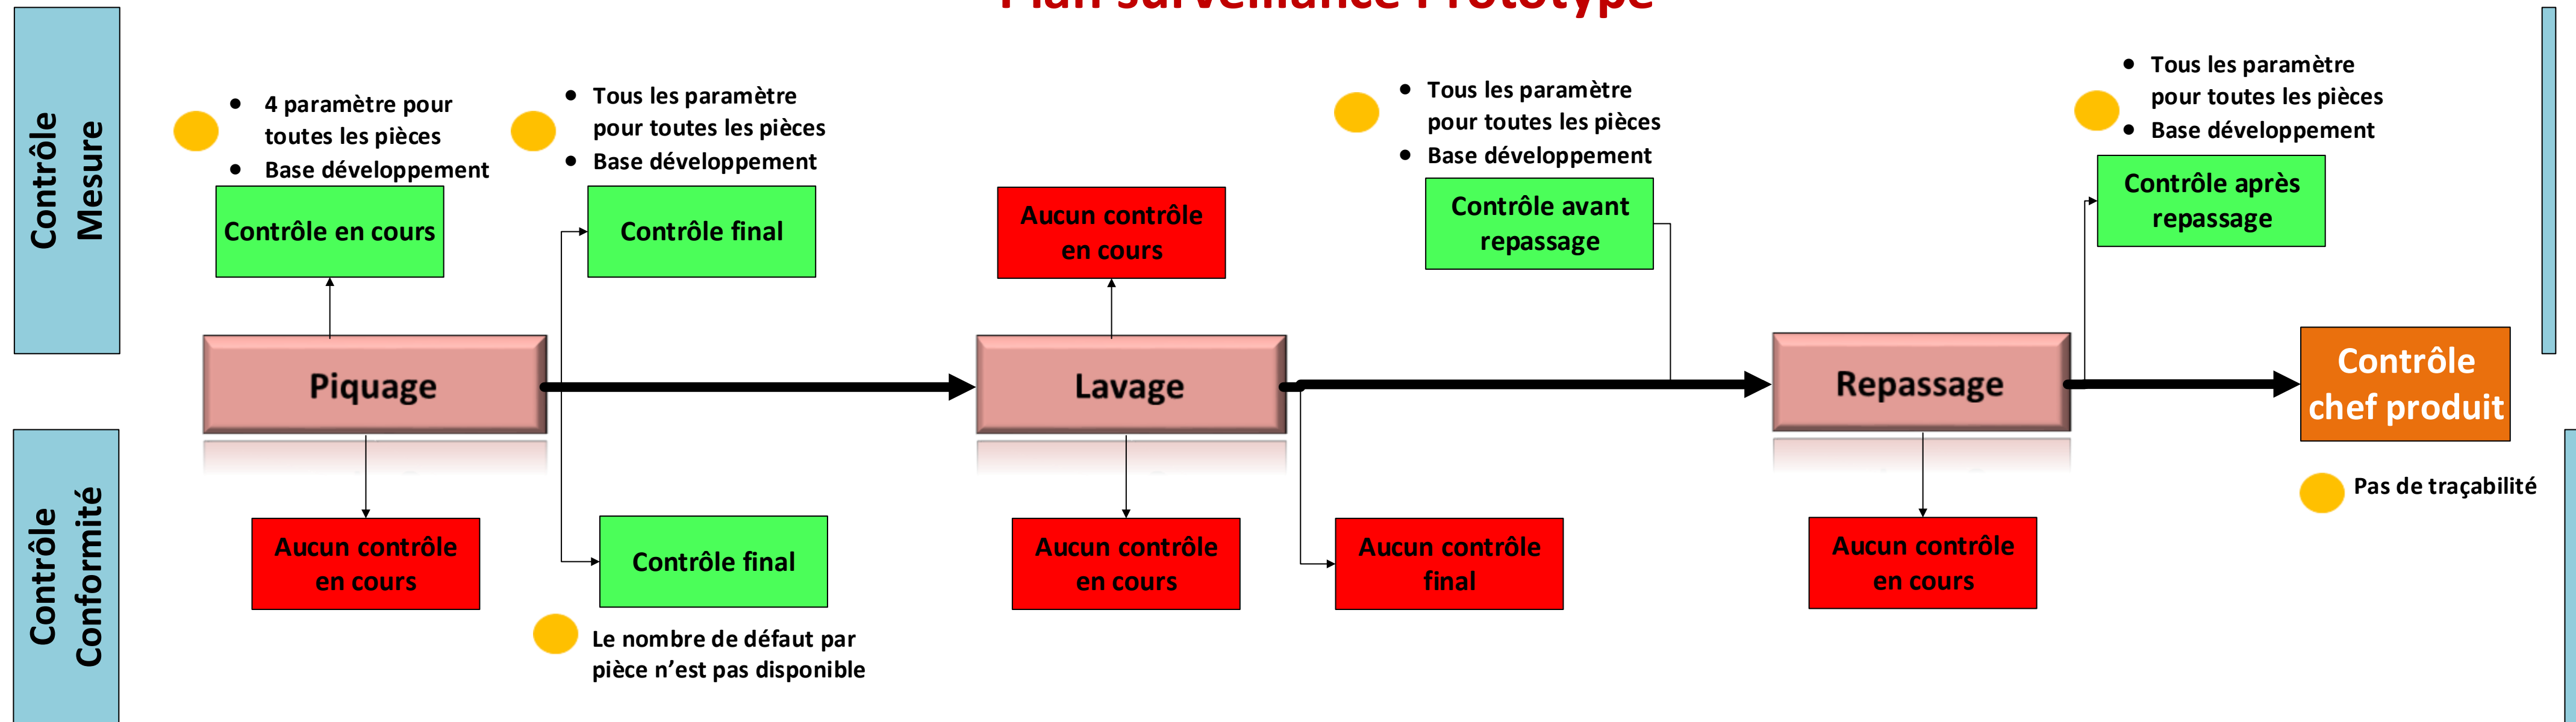 Plan surveillance Prototype
Contrôle
Mesure
• 4 paramètre pour
toutes les pièces
• Base développement
Contrôle en cours
• Tous les paramètre
pour toutes les pièces
• Base développement
Contrôle final
Aucun contrôle
en cours
• Tous les paramètre
pour toutes les pièces
• Base développement
Contrôle avant
repassage
• Tous les paramètre
pour toutes les pièces
• Base développement
Contrôle après
repassage
Piquage
Lavage
Repassage
Contrôle
chef produit
Pas de traçabilité
Contrôle
Conformité
Aucun contrôle
en cours
Contrôle final
Le nombre de défaut par
pièce n’est pas disponible
Aucun contrôle
en cours
Aucun contrôle
final
Aucun contrôle
en cours